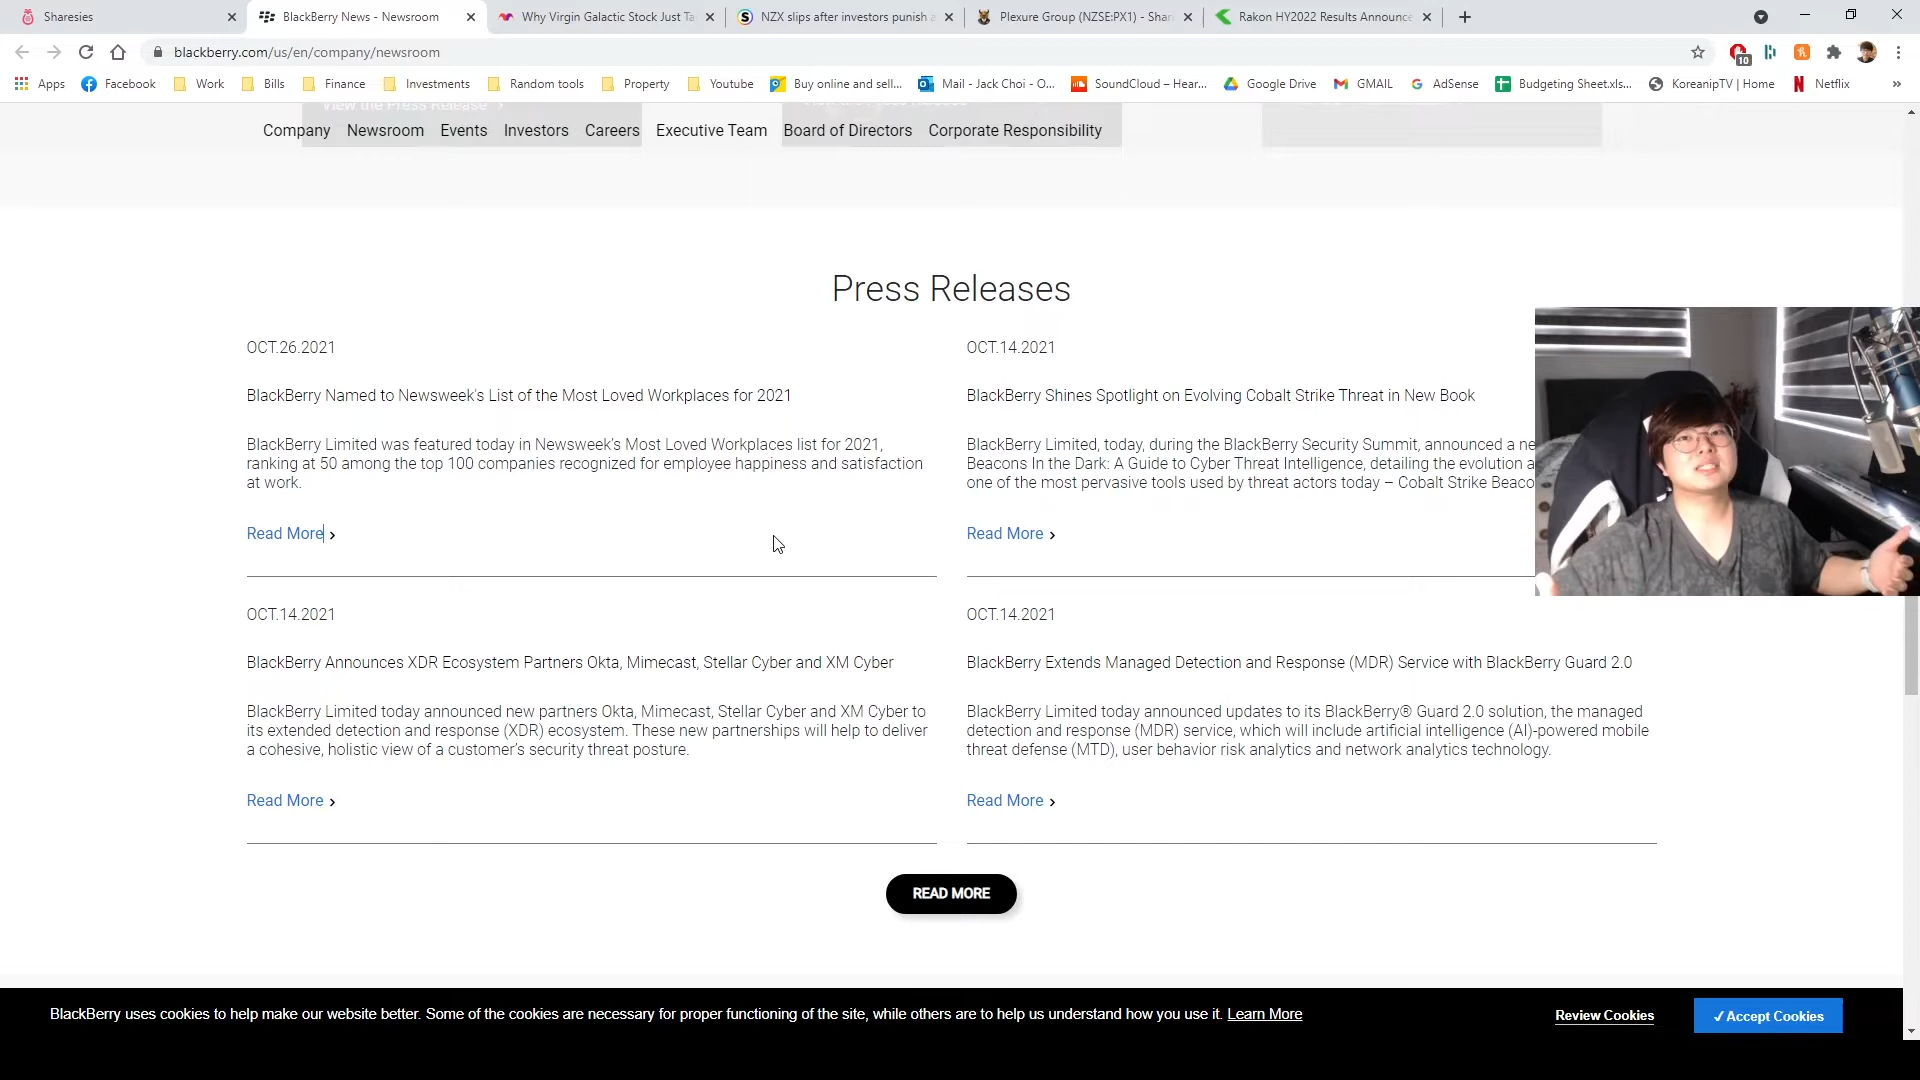 Sharesies
BlackBerry News - Newsroom
Why Virgin Galactic Stock Just Ta
NZX slips after investors punish a
Plexure Group (NZSE:PX1) - Shar
Rakon HY2022 Results Announce
blackberry.com/us/en/company/newsroom
10
Apps
Facebook
Work
Bills
Finance
Investments
Random tools
Property
Youtube
Buy online and sell...
Mail - Jack Choi - O...
SoundCloud – Hear...
Google Drive
GMAIL
AdSense
Budgeting Sheet.xls...
KoreanipTV | Home
Netflix
»
View the Press Release
Company
Newsroom
Events
Investors
Careers
Executive Team
Board of Directors
Corporate Responsibility
Press Releases
OCT.26.2021
BlackBerry Named to Newsweek's List of the Most Loved Workplaces for 2021
BlackBerry Limited was featured today in Newsweek’s Most Loved Workplaces list for 2021,
ranking at 50 among the top 100 companies recognized for employee happiness and satisfaction
at work.
Read More ›
OCT.14.2021
BlackBerry Shines Spotlight on Evolving Cobalt Strike Threat in New Book
BlackBerry Limited, today, during the BlackBerry Security Summit, announced a ne
Beacons In the Dark: A Guide to Cyber Threat Intelligence, detailing the evolution a
one of the most pervasive tools used by threat actors today – Cobalt Strike Beaco
Read More ›
OCT.14.2021
BlackBerry Announces XDR Ecosystem Partners Okta, Mimecast, Stellar Cyber and XM Cyber
BlackBerry Limited today announced new partners Okta, Mimecast, Stellar Cyber and XM Cyber to
its extended detection and response (XDR) ecosystem. These new partnerships will help to deliver
a cohesive, holistic view of a customer’s security threat posture.
Read More ›
OCT.14.2021
BlackBerry Extends Managed Detection and Response (MDR) Service with BlackBerry Guard 2.0
BlackBerry Limited today announced updates to its BlackBerry® Guard 2.0 solution, the managed
detection and response (MDR) service, which will include artificial intelligence (AI)-powered mobile
threat defense (MTD), user behavior risk analytics and network analytics technology.
Read More ›
READ MORE
BlackBerry uses cookies to help make our website better. Some of the cookies are necessary for proper functioning of the site, while others are to help us understand how you use it. Learn More
Review Cookies
✓Accept Cookies